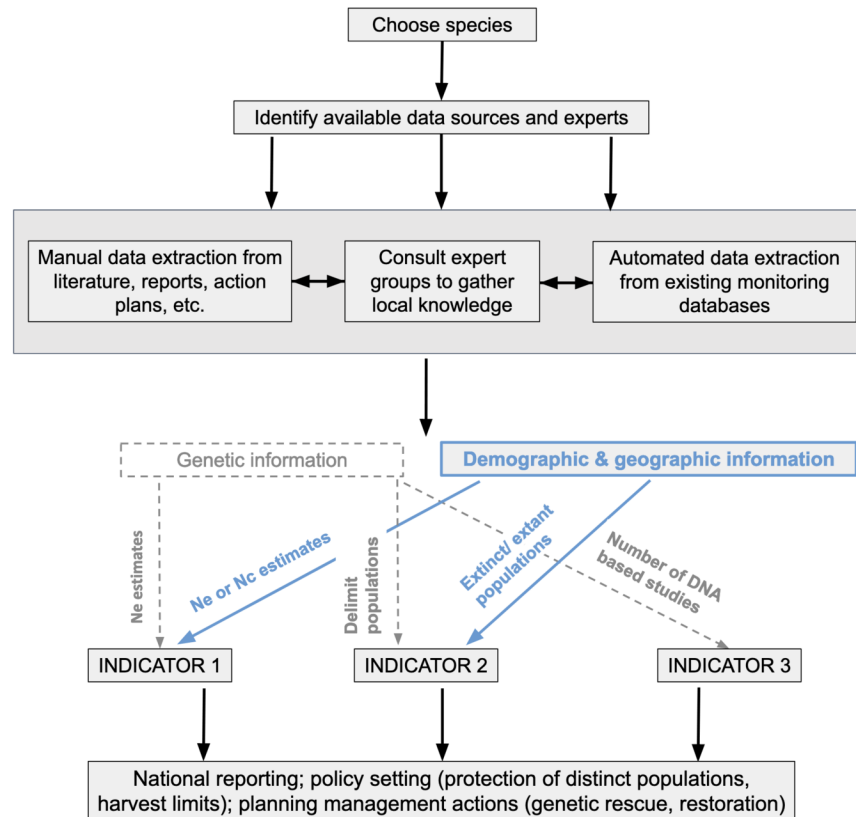 Choose species
Identify available data sources and experts
Manual data extraction from
literature, reports, action
plans, etc.
Consult expert
groups to gather
local knowledge
Automated data extraction
from existing monitoring
databases
Genetic information
Demographic & geographic information
Ne estimates
Ne or Nc estimates
Delimit
populations
Extinct/ extant
populations
Number of DNA
based studies
INDICATOR 1
INDICATOR 2
INDICATOR 3
National reporting; policy setting (protection of distinct populations,
harvest limits); planning management actions (genetic rescue, restoration)